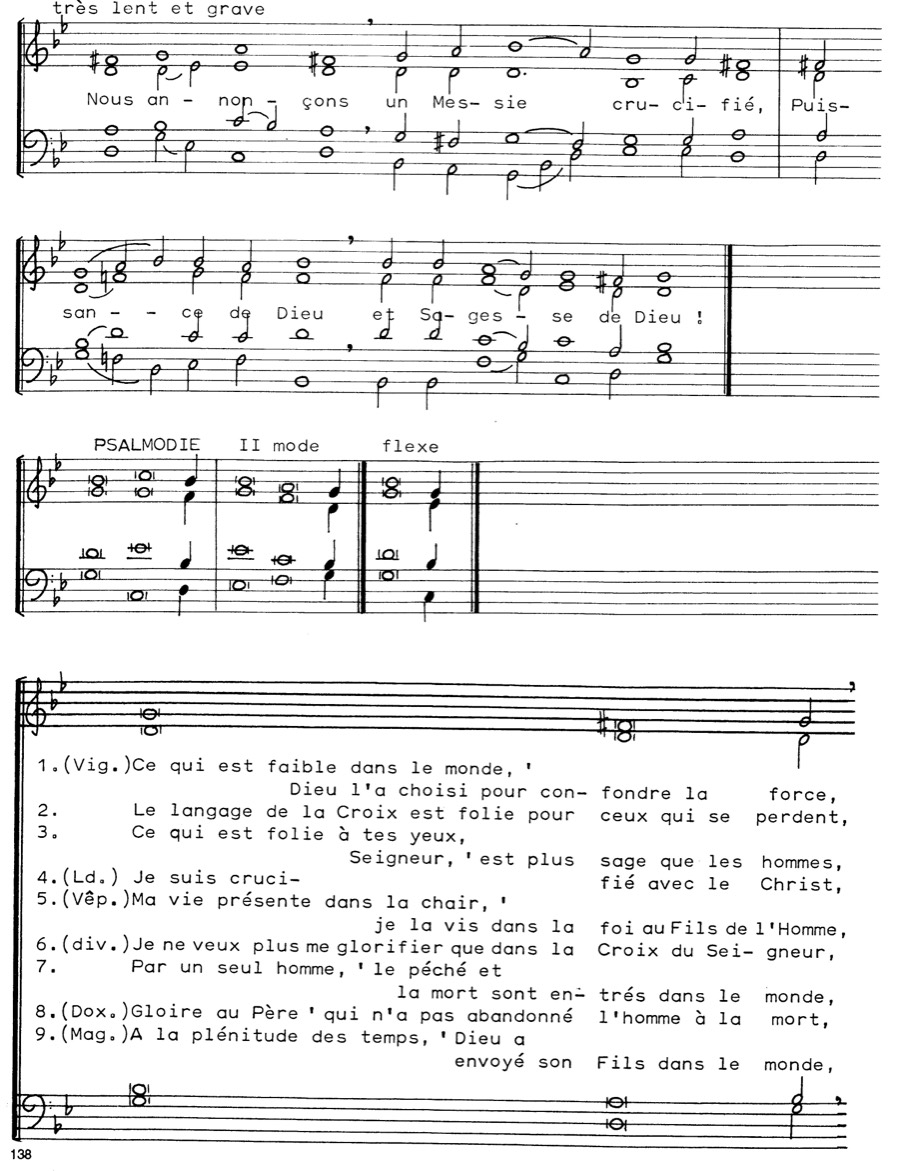 très lent et grave
Nous an - non - çons un Mes- sie cru- ci- fié, Puis-
san - - ce de Dieu et Sa- ges - se de Dieu !
PSALMODIE II mode flexe
1.(Vig.)Ce qui est faible dans le monde, '
Dieu l'a choisi pour con- fondre la force,
2. Le langage de la Croix est folie pour ceux qui se perdent,
3. Ce qui est folie à tes yeux,
Seigneur, ' est plus sage que les hommes,
4.(Ld.) Je suis cruci- fié avec le Christ,
5.(Vêp.)Ma vie présente dans la chair, '
je la vis dans la foi au Fils de l'Homme,
6.(div.)Je ne veux plus me glorifier que dans la Croix du Sei- gneur,
7. Par un seul homme, ' le péché et
la mort sont en- trés dans le monde,
8.(Dox.)Gloire au Père ' qui n'a pas abandonné l'homme à la mort,
9.(Mag.)A la plénitude des temps, ' Dieu a
envoyé son Fils dans le monde,
138